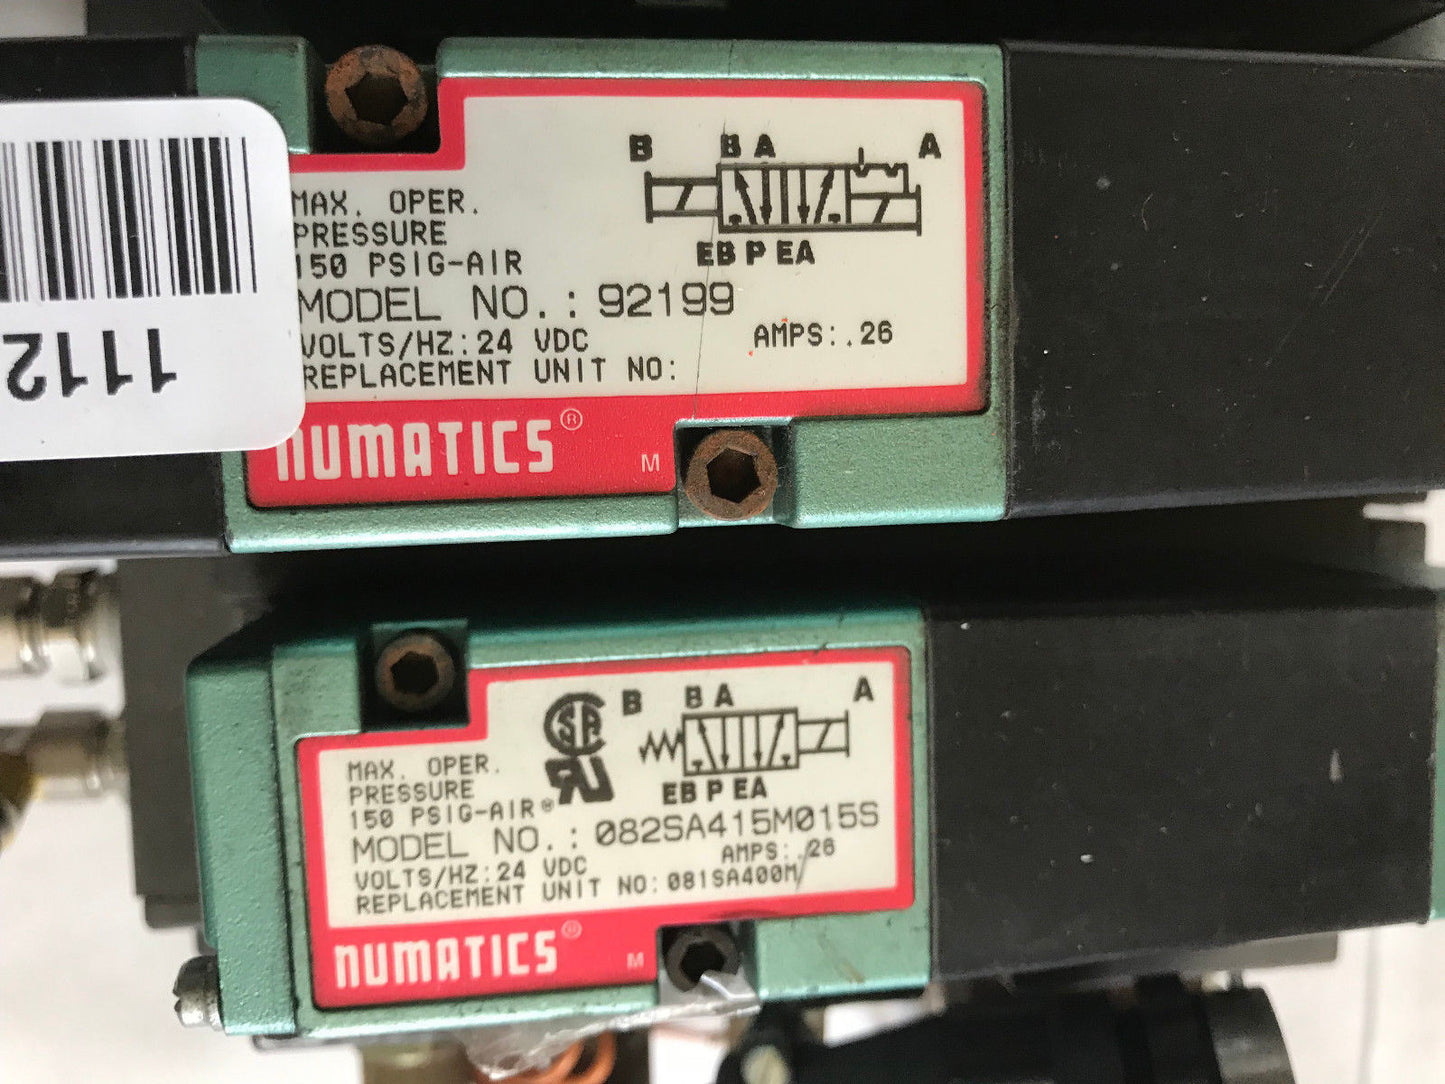 B B A A
MAX. OPER.
PRESSURE
150 PSIG-AIR
EB P EA
MODEL NO.: 92199
VOLTS/HZ: 24 VDC AMPS: .26
REPLACEMENT UNIT NO:
NUMATICS®
M
1112
B B A A
MAX. OPER.
PRESSURE
150 PSIG-AIR ®
EB P EA
MODEL NO.: 082SA415M015S
VOLTS/HZ: 24 VDC AMPS: .26
REPLACEMENT UNIT NO: 081SA400M
NUMATICS®
M